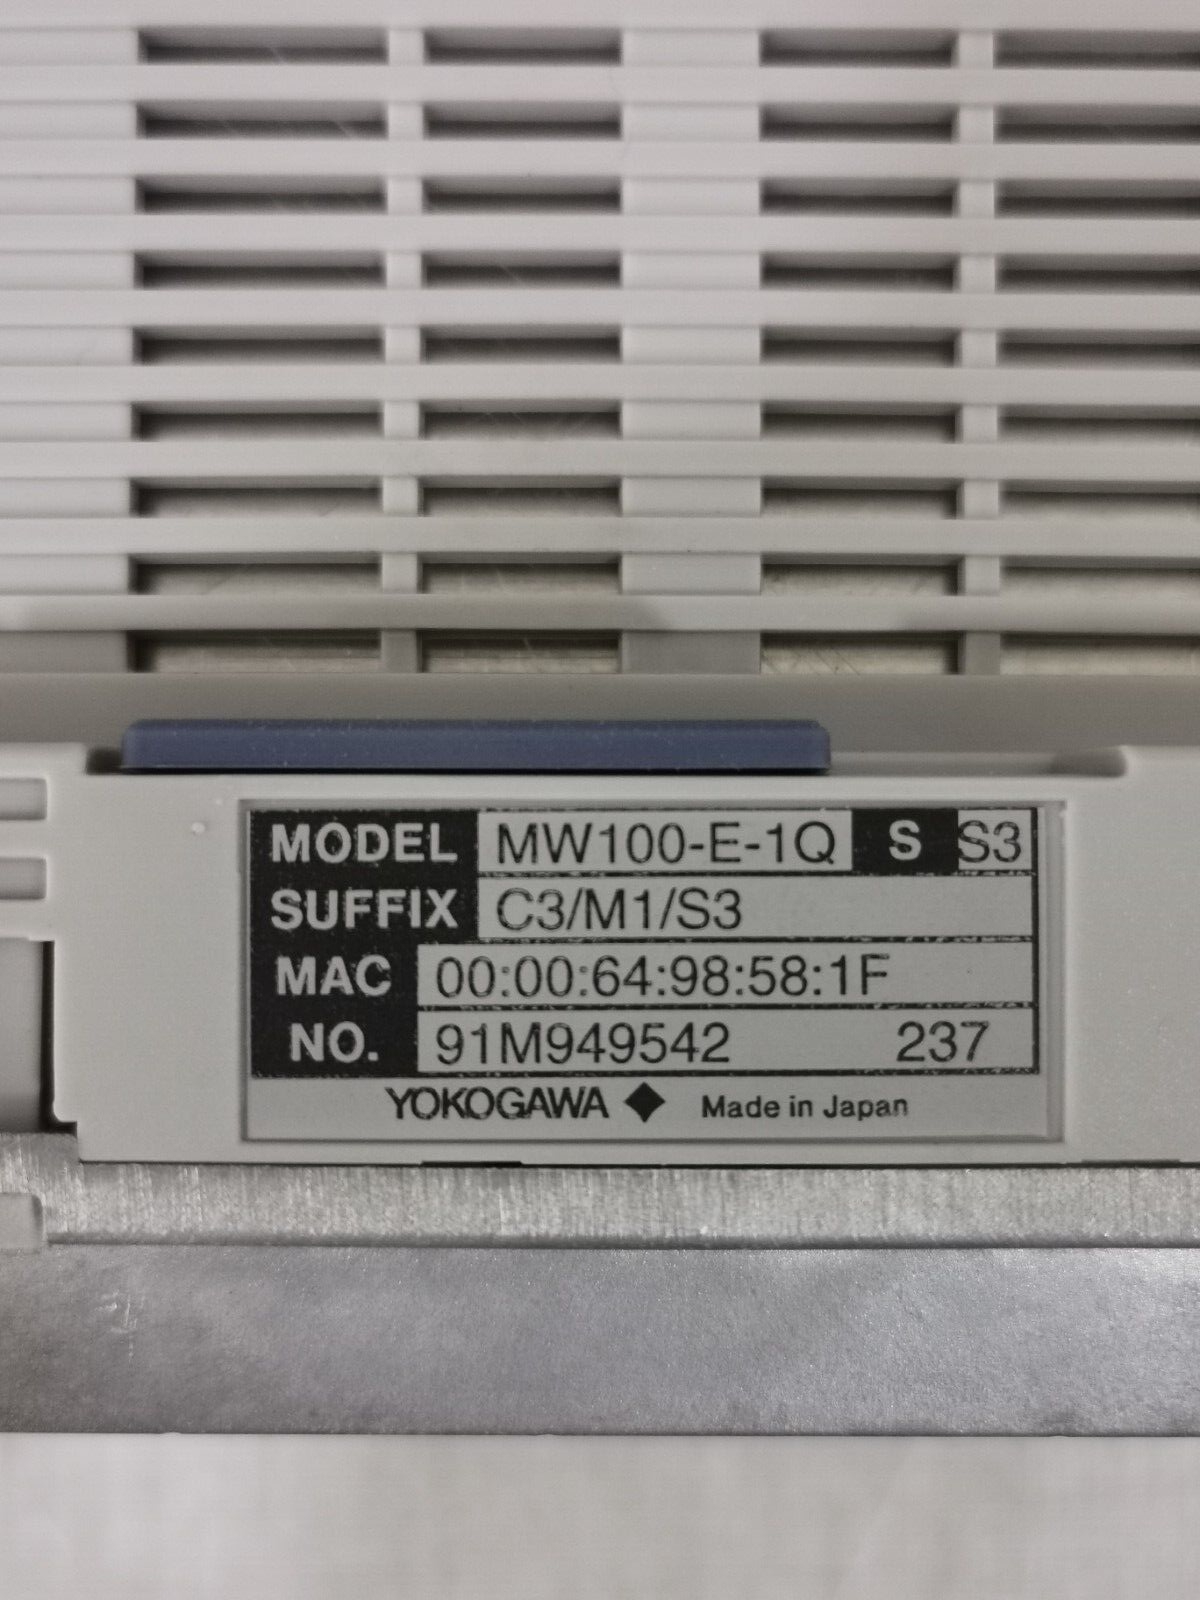 MODEL MW100-E-1Q S S3
SUFFIX C3/M1/S3
MAC 00:00:64:98:58:1F
NO. 91M949542 237
YOKOGAWA ◆ Made in Japan